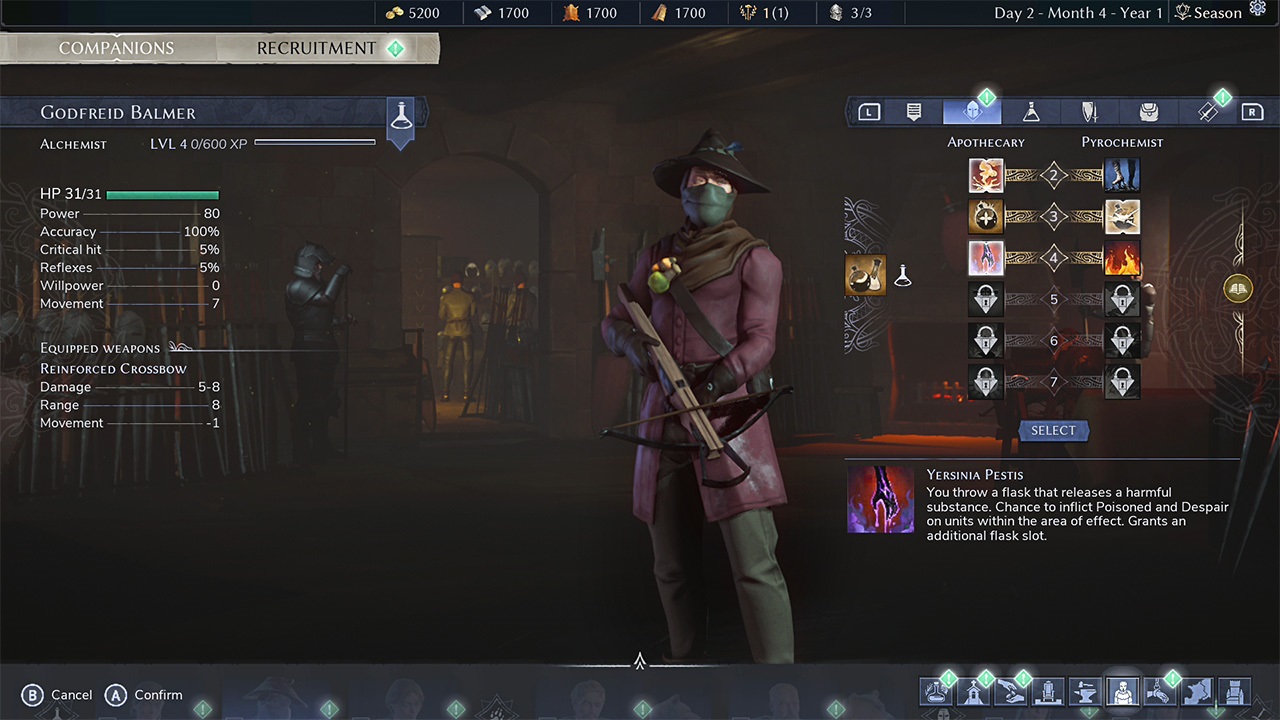 5200 1700 1700 1700 1(1) 3/3 Day 2 - Month 4 - Year 1 Season
COMPANIONS RECRUITMENT
GODFREID BALMER
ALCHEMIST LVL 4 0/600 XP
L R
APOTHECARY PYROCHEMIST
2
3
4
5
6
7
HP 31/31
Power 80
Accuracy 100%
Critical hit 5%
Reflexes 5%
Willpower 0
Movement 7
EQUIPPED WEAPONS
REINFORCED CROSSBOW
Damage 5-8
Range 8
Movement -1
SELECT
YERSINIA PESTIS
You throw a flask that releases a harmful
substance. Chance to inflict Poisoned and Despair
on units within the area of effect. Grants an
additional flask slot.
B Cancel A Confirm